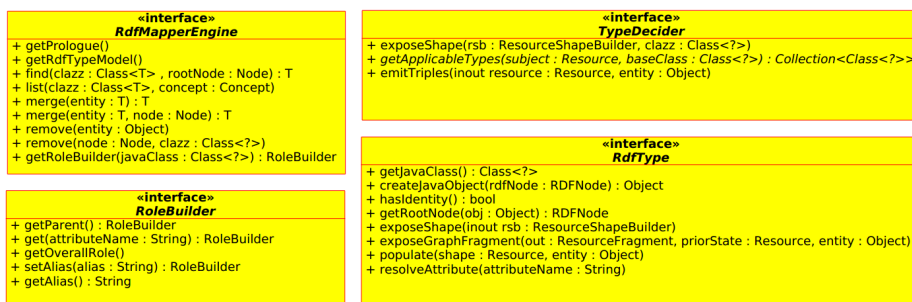 «interface»
RdfMapperEngine
+ getPrologue()
+ getRdfTypeModel()
+ find(clazz : Class<T> , rootNode : Node) : T
+ list(clazz : Class<T>, concept : Concept)
+ merge(entity : T) : T
+ merge(entity : T, node : Node) : T
+ remove(entity : Object)
+ remove(node : Node, clazz : Class<?>)
+ getRoleBuilder(javaClass : Class<?>) : RoleBuilder
«interface»
RoleBuilder
+ getParent() : RoleBuilder
+ get(attributeName : String) : RoleBuilder
+ getOverallRole()
+ setAlias(alias : String) : RoleBuilder
+ getAlias() : String
«interface»
TypeDecider
+ exposeShape(rsb : ResourceShapeBuilder, clazz : Class<?>)
+ getApplicableTypes(subject : Resource, baseClass : Class<?>) : Collection<Class<?>>
+ emitTriples(inout resource : Resource, entity : Object)
«interface»
RdfType
+ getJavaClass() : Class<?>
+ createJavaObject(rdfNode : RDFNode) : Object
+ hasIdentity() : bool
+ getRootNode(obj : Object) : RDFNode
+ exposeShape(inout rsb : ResourceShapeBuilder)
+ exposeGraphFragment(out : ResourceFragment, priorState : Resource, entity : Object)
+ populate(shape : Resource, entity : Object)
+ resolveAttribute(attributeName : String)